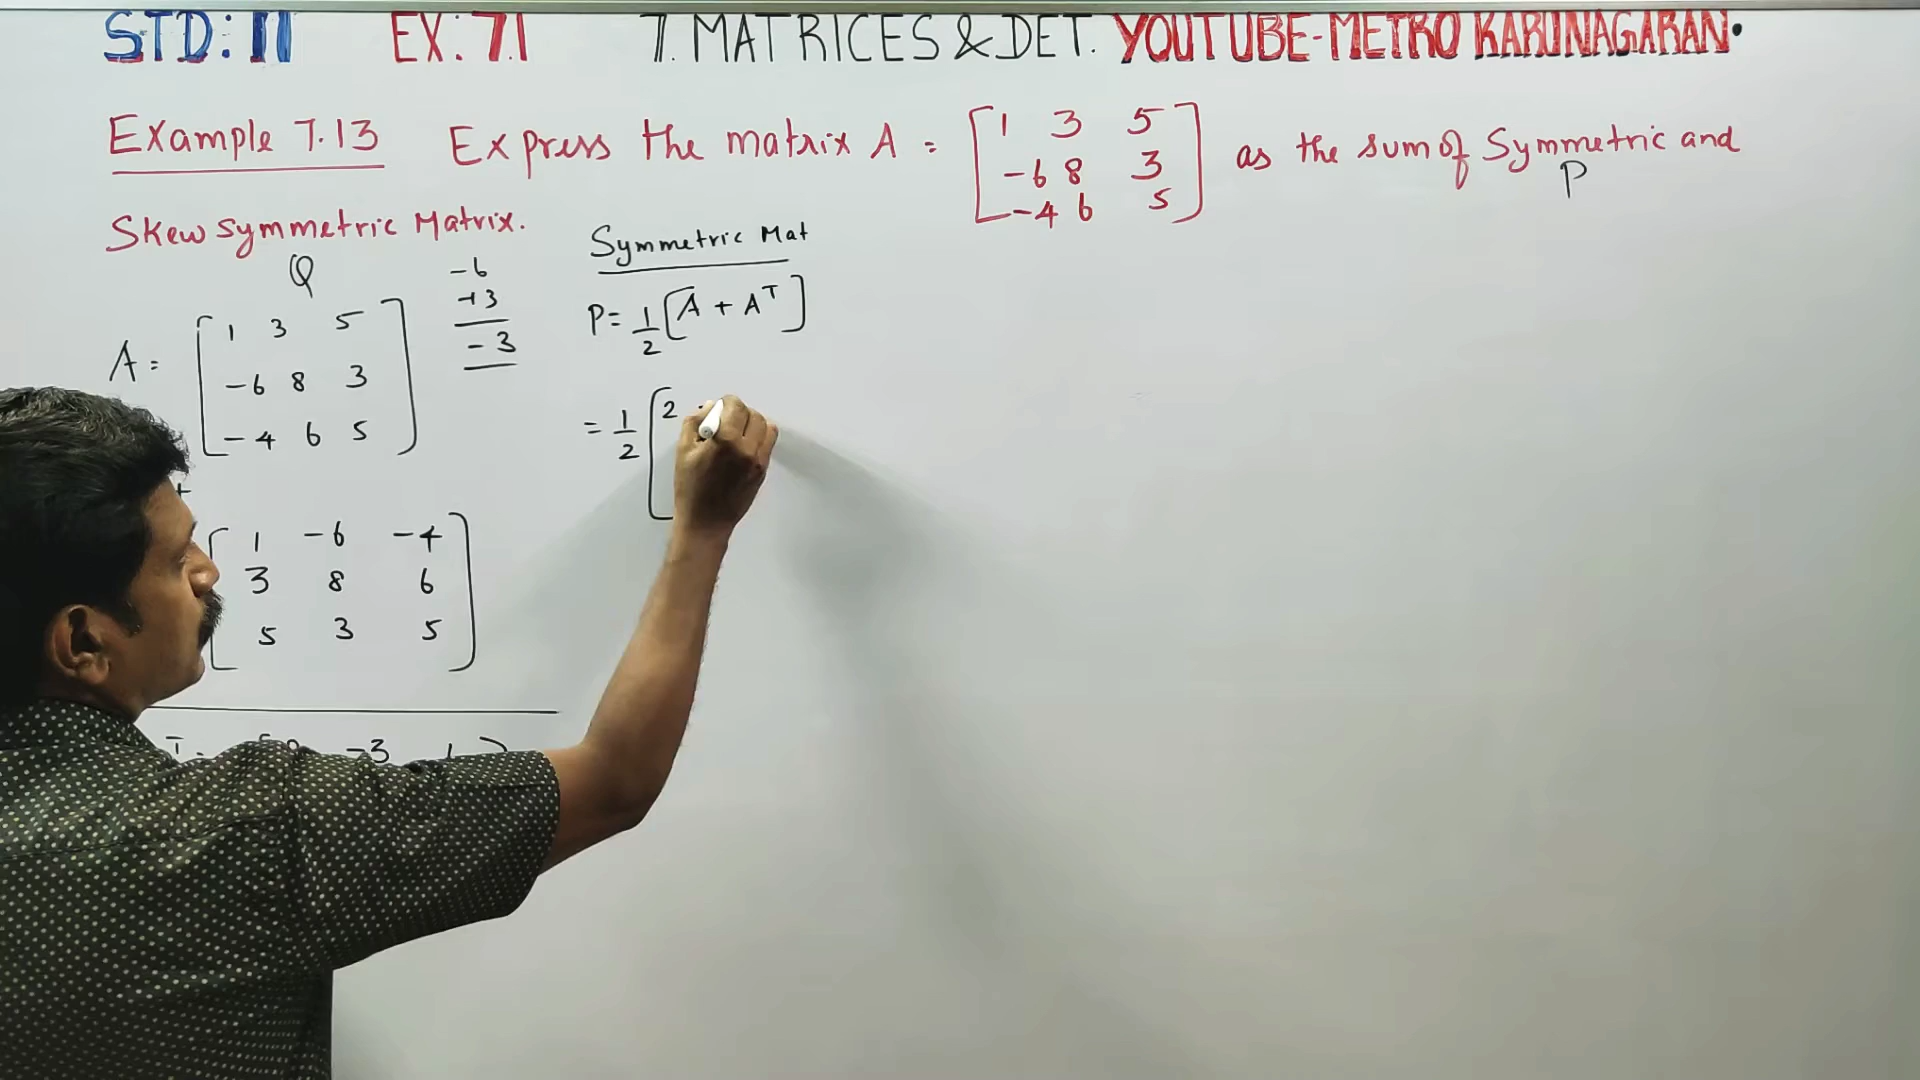 STD: 11 EX: 7.1 7. MATRICES & DET. YOUTUBE-METRO KARUNAGARAN.
Example 7.13 Express the matrix A = [ 1 3 5 as the sum of Symmetric and
-6 8 3 P
-4 6 5 ]
Skew symmetric Matrix.
Q
A = [ 1 3 5
-6 8 3
-4 6 5 ]
-6
+3
-3
+
[ 1 -6 -4
3 8 6
5 3 5 ]
-3 1
Symmetric Mat
P = 1/2 [ A + A^T ]
= 1/2 [ 2